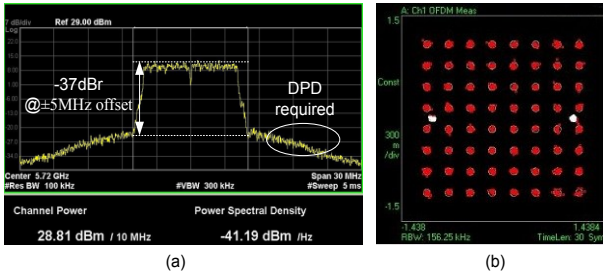 7 dB/div
Ref 29.00 dBm
Log
-37dBr
@±5MHz offset
DPD
required
Center 5.72 GHz
Span 30 MHz
#Res BW 100 kHz
#VBW 300 kHz
#Sweep 5 ms
Channel Power
Power Spectral Density
28.81 dBm / 10 MHz
-41.19 dBm /Hz
(a)
A: Ch1 OFDM Meas
1.5
Const
300
m
/div
-1.5
-1.438
1.4384
RBW: 156.25 kHz
TimeLen: 30 Sym
(b)